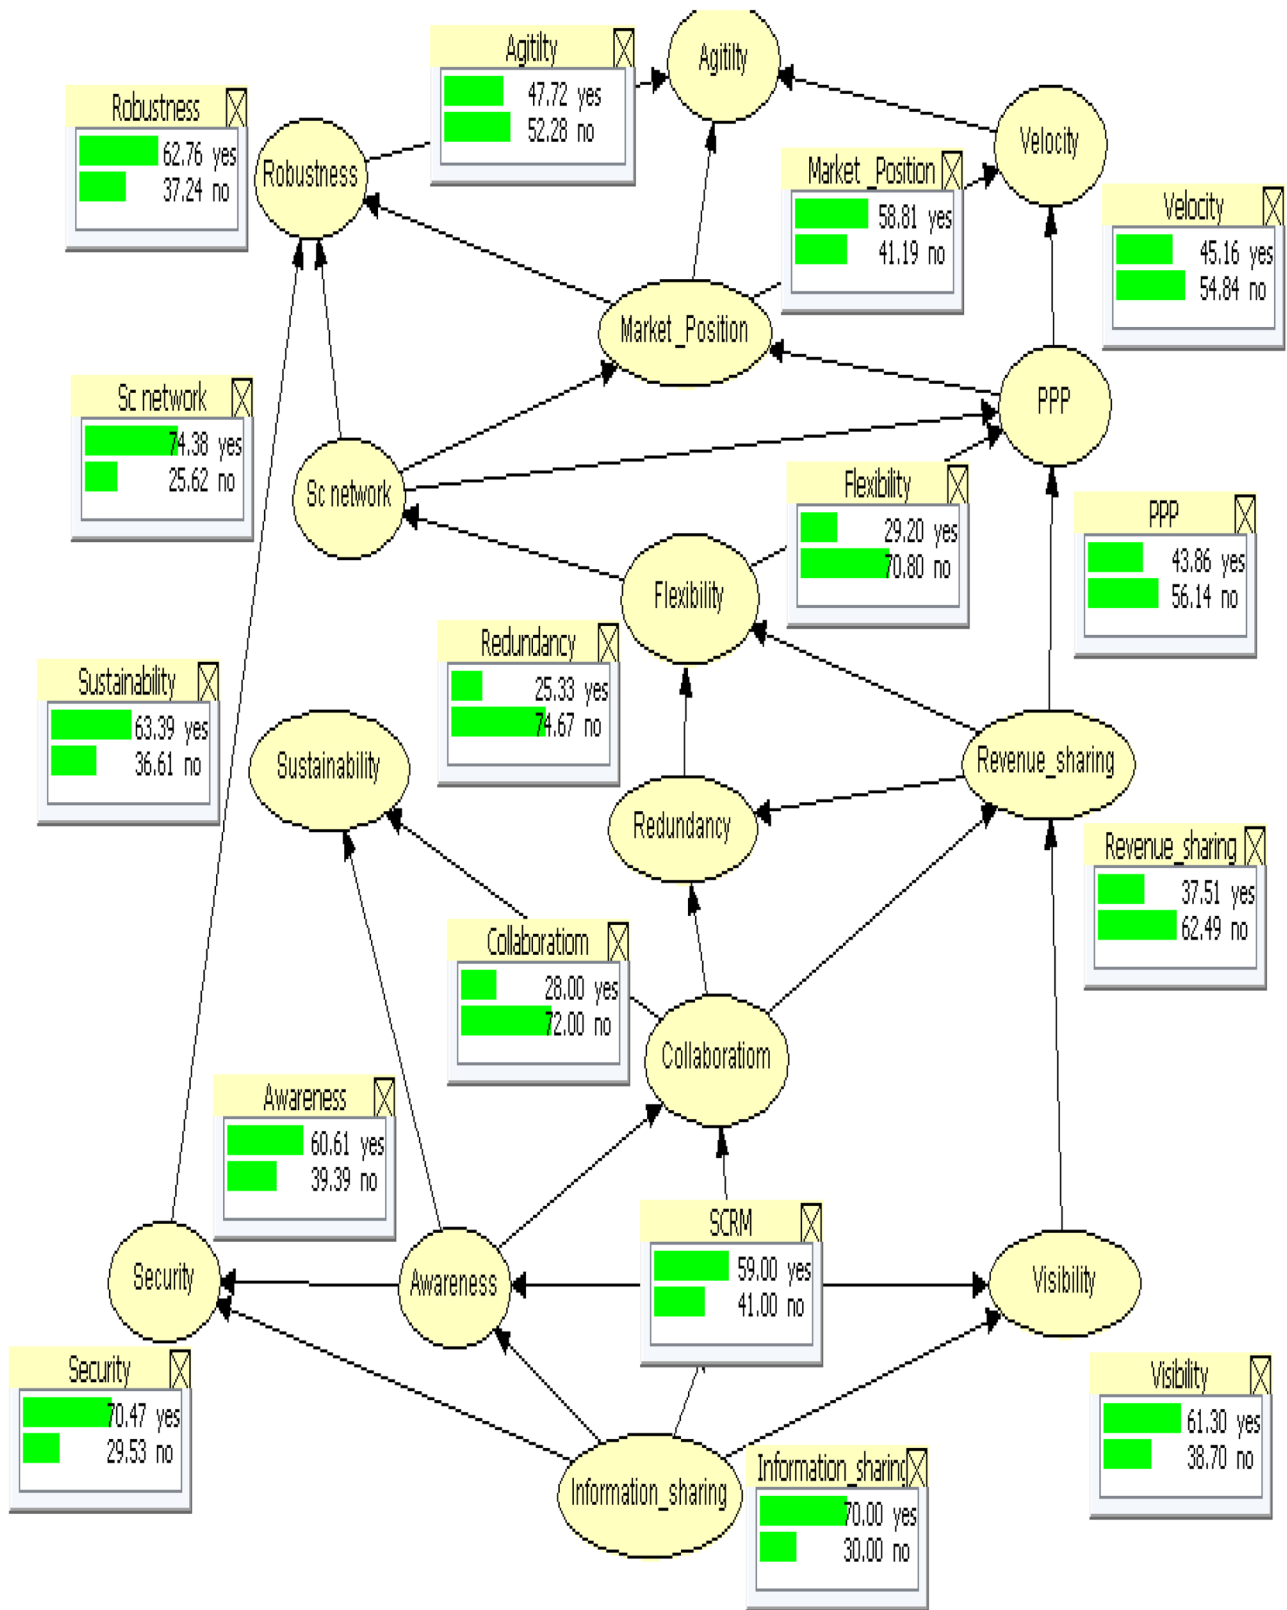 Agitilty
47.72 yes
52.28 no
Agitilty
Robustness
62.76 yes
37.24 no
Robustness
Velocity
Market _Position
58.81 yes
41.19 no
Velocity
45.16 yes
54.84 no
Market _Position
Sc network
74.38 yes
25.62 no
PPP
Sc network
Flexibility
29.20 yes
70.80 no
PPP
43.86 yes
56.14 no
Flexibility
Redundancy
25.33 yes
74.67 no
Sustainability
63.39 yes
36.61 no
Sustainability
Revenue_sharing
Redundancy
Revenue_sharing
37.51 yes
62.49 no
Collaboratiom
28.00 yes
72.00 no
Collaboratiom
Awareness
60.61 yes
39.39 no
SCRM
59.00 yes
41.00 no
Security
Awareness
Visibility
Security
70.47 yes
29.53 no
Visibility
61.30 yes
38.70 no
Information_sharing
Information_sharing
70.00 yes
30.00 no